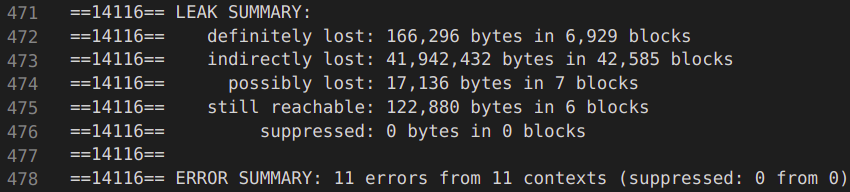 471 ==14116== LEAK SUMMARY:
472 ==14116==    definitely lost: 166,296 bytes in 6,929 blocks
473 ==14116==    indirectly lost: 41,942,432 bytes in 42,585 blocks
474 ==14116==      possibly lost: 17,136 bytes in 7 blocks
475 ==14116==    still reachable: 122,880 bytes in 6 blocks
476 ==14116==         suppressed: 0 bytes in 0 blocks
477 ==14116==
478 ==14116== ERROR SUMMARY: 11 errors from 11 contexts (suppressed: 0 from 0)